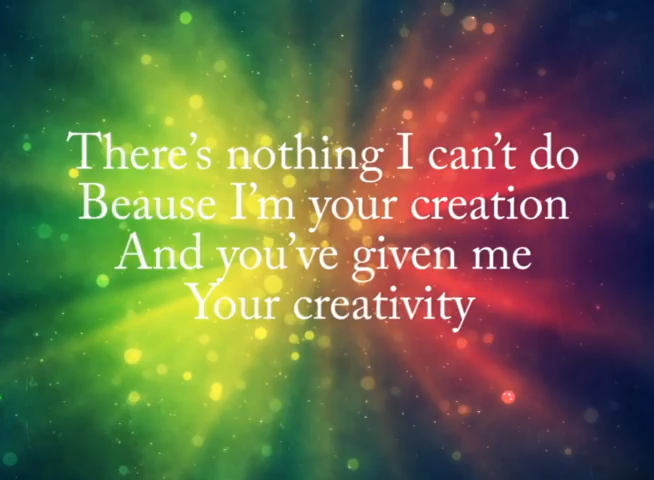 There’s nothing I can’t do
Beause I’m your creation
And you’ve given me
Your creativity